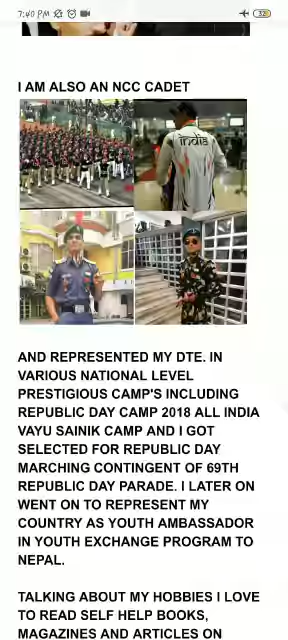 7:40 PM
32
I AM ALSO AN NCC CADET
India
AND REPRESENTED MY DTE. IN
VARIOUS NATIONAL LEVEL
PRESTIGIOUS CAMP'S INCLUDING
REPUBLIC DAY CAMP 2018 ALL INDIA
VAYU SAINIK CAMP AND I GOT
SELECTED FOR REPUBLIC DAY
MARCHING CONTINGENT OF 69TH
REPUBLIC DAY PARADE. I LATER ON
WENT ON TO REPRESENT MY
COUNTRY AS YOUTH AMBASSADOR
IN YOUTH EXCHANGE PROGRAM TO
NEPAL.
TALKING ABOUT MY HOBBIES I LOVE
TO READ SELF HELP BOOKS,
MAGAZINES AND ARTICLES ON